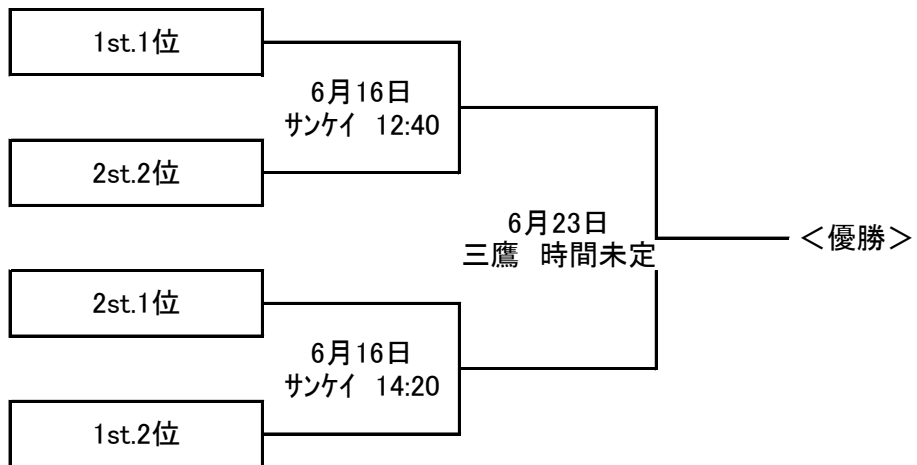 1st.1位
6月16日
ｻﾝｹｲ　12:40
2st.2位
6月23日
三鷹　時間未定
＜優勝＞
2st.1位
6月16日
ｻﾝｹｲ　14:20
1st.2位